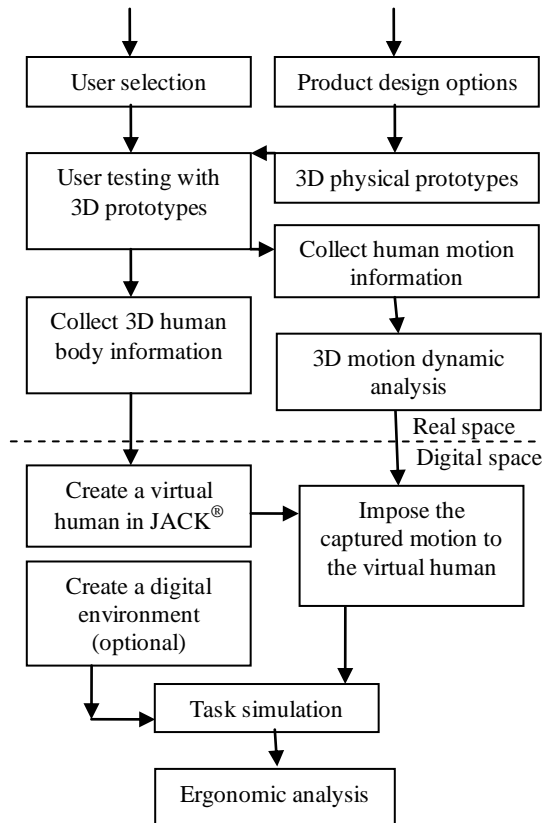 User selection
Product design options
User testing with
3D prototypes
3D physical prototypes
Collect human motion
information
Collect 3D human
body information
3D motion dynamic
analysis
Real space
Digital space
Create a virtual
human in JACK®
Impose the
captured motion to
the virtual human
Create a digital
environment
(optional)
Task simulation
Ergonomic analysis